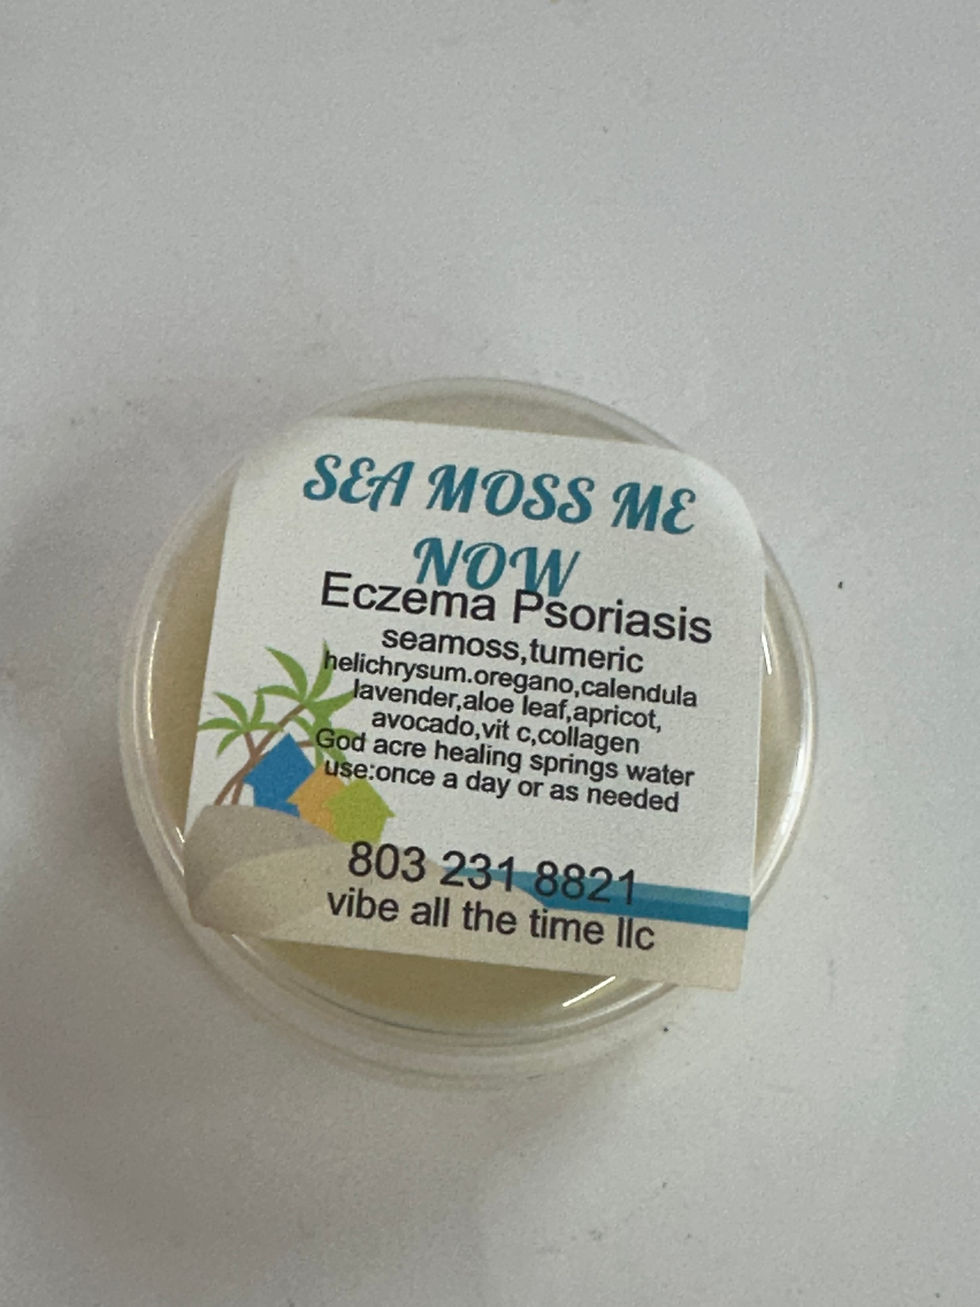 SEA MOSS ME
NOW
Eczema Psoriasis
seamoss,tumeric
helichrysum.oregano,calendula
lavender,aloe leaf,apricot,
avocado,vit c,collagen
God acre healing springs water
use:once a day or as needed
803 231 8821
vibe all the time llc